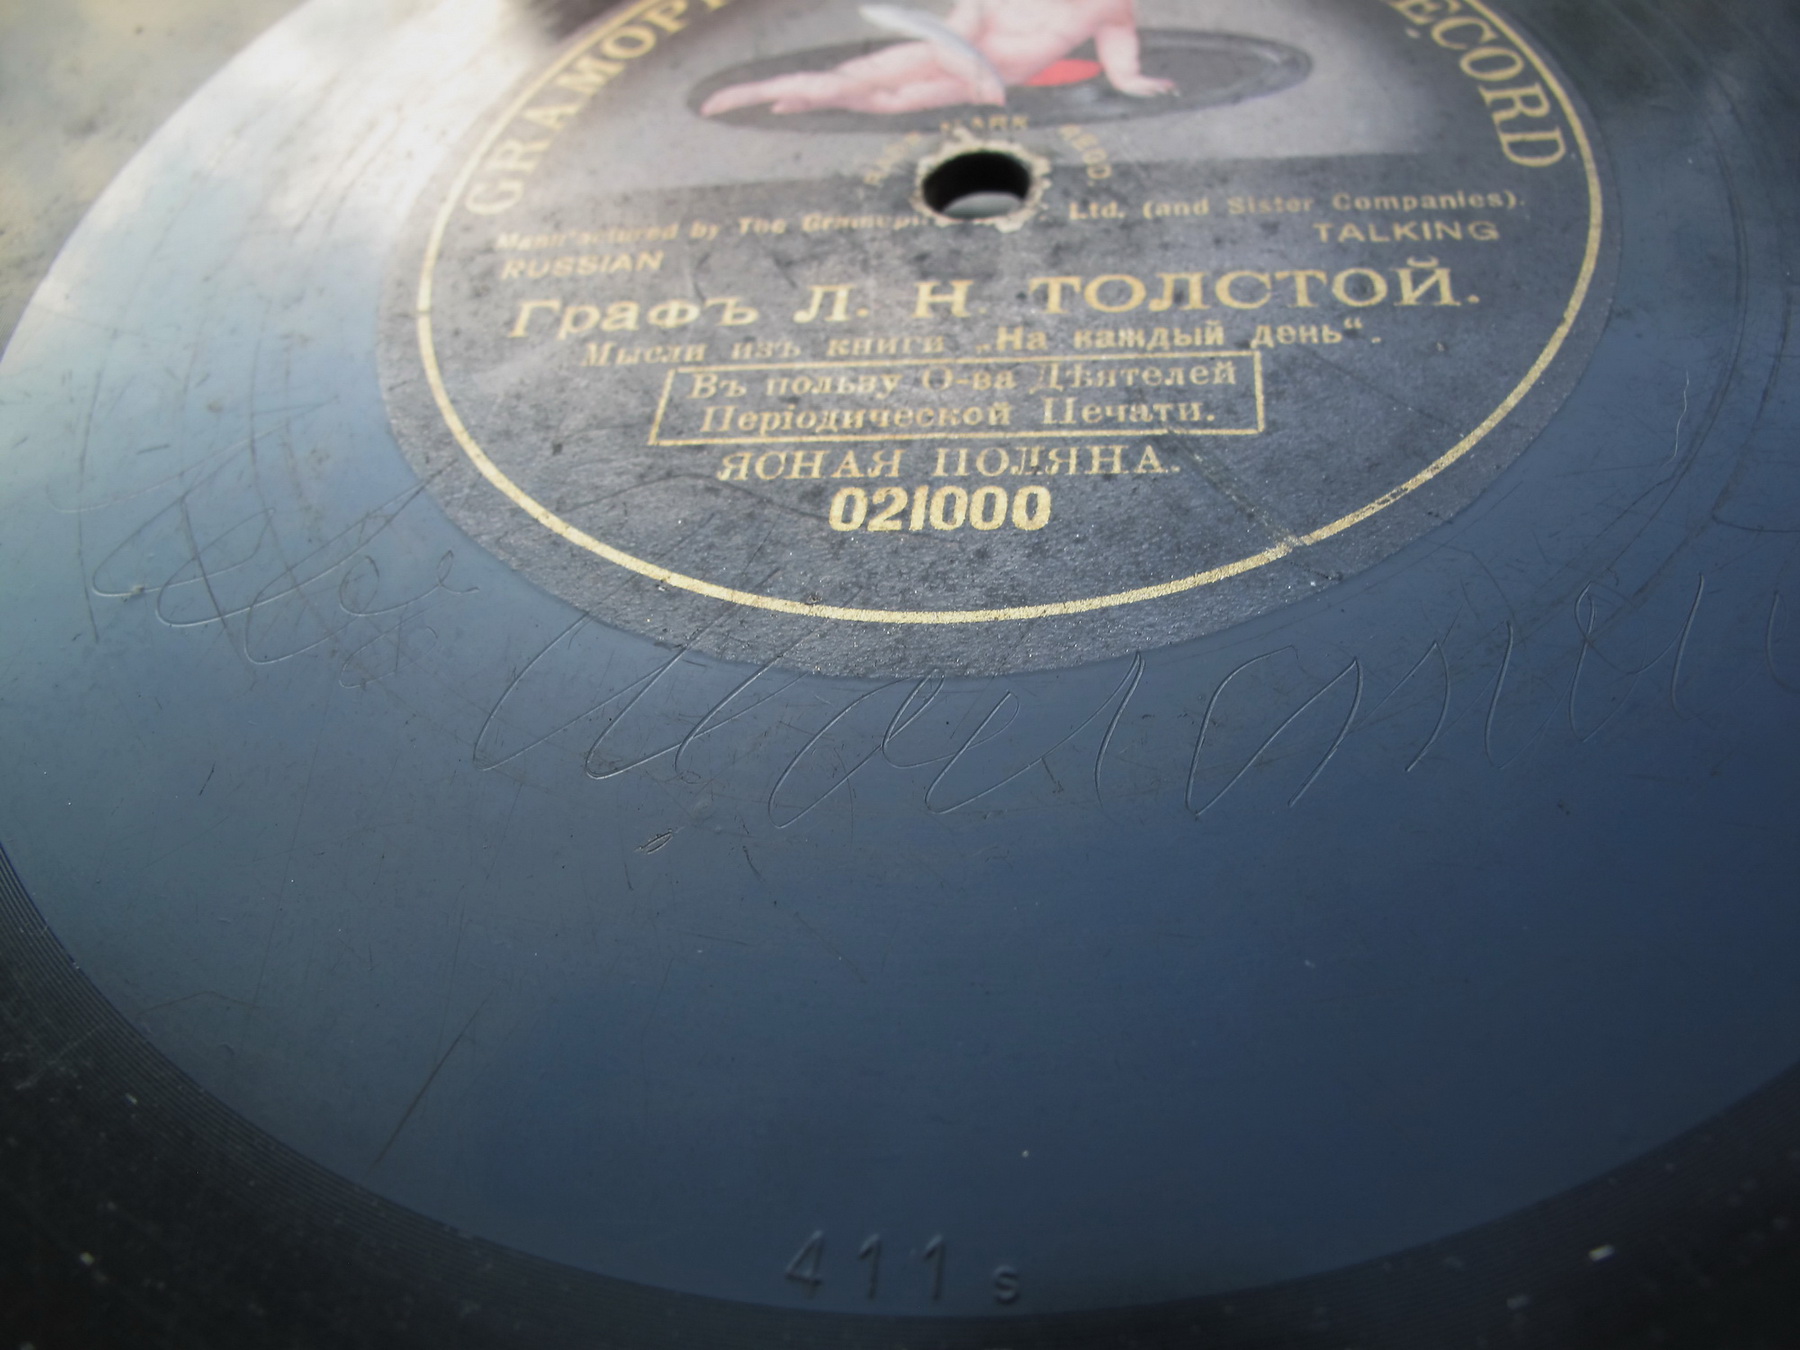 GRAMOPH
RECORD
MARK
Manufactured by The Gramoph Ltd. (and Sister Companies).
RUSSIAN TALKING
Графъ Л. Н. ТОЛСТОЙ.
Мысли изъ книги „На каждый день“.
Въ пользу О-ва Дѣятелей
Періодической Печати.
ЯСНАЯ ПОЛЯНА.
021000
411 s